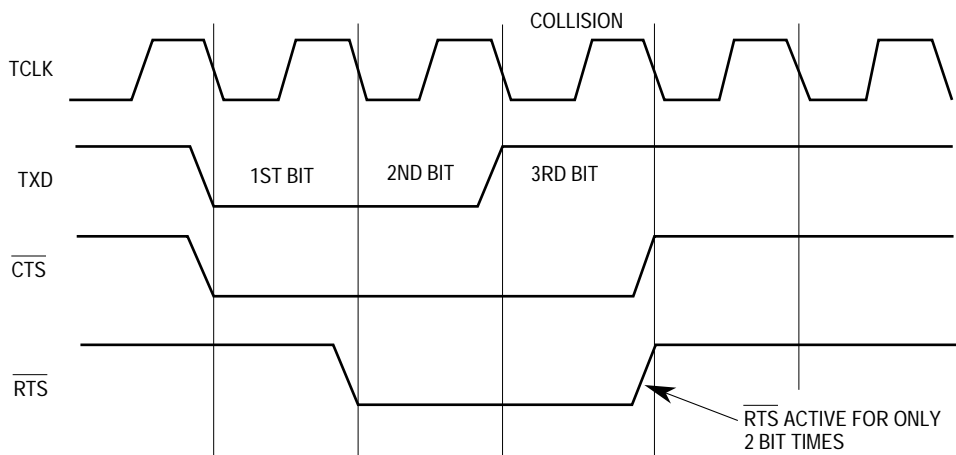 COLLISION
TCLK
TXD
1ST BIT
2ND BIT
3RD BIT
CTS
RTS
RTS ACTIVE FOR ONLY
2 BIT TIMES